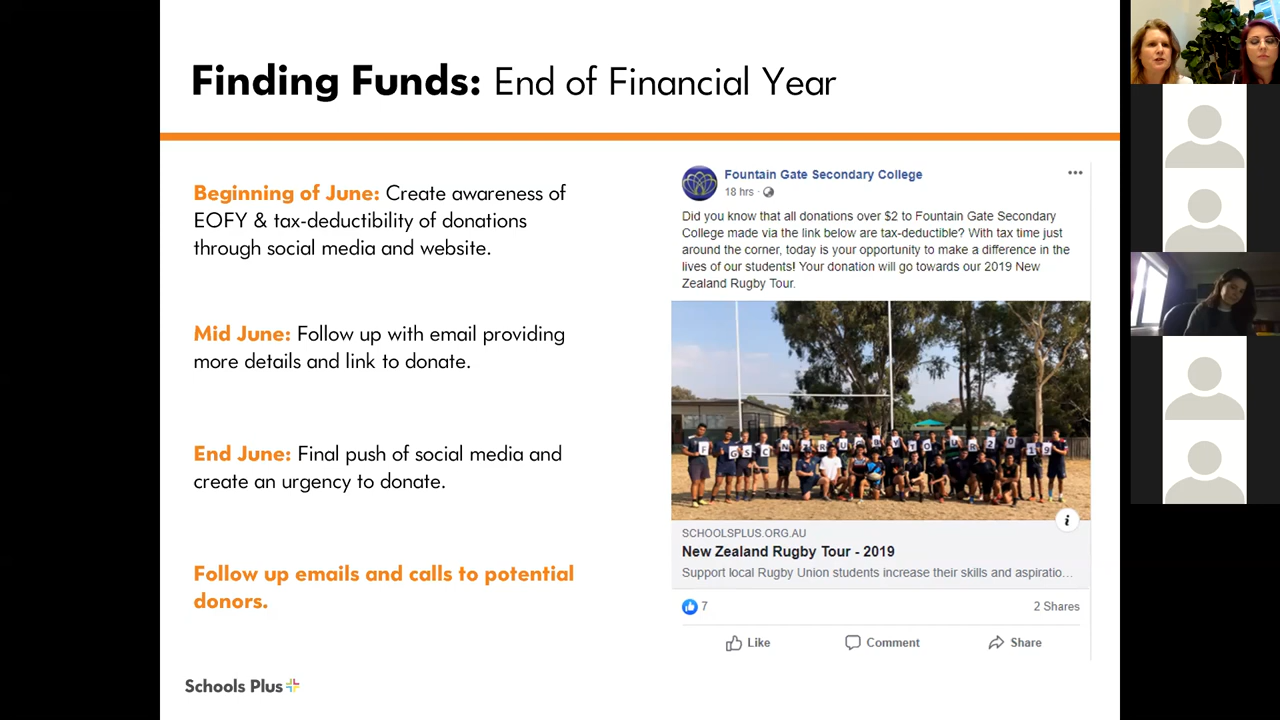 Finding Funds: End of Financial Year
Beginning of June: Create awareness of
EOFY & tax-deductibility of donations
through social media and website.
Mid June: Follow up with email providing
more details and link to donate.
End June: Final push of social media and
create an urgency to donate.
Follow up emails and calls to potential
donors.
Schools Plus
Fountain Gate Secondary College
18 hrs ·
Did you know that all donations over $2 to Fountain Gate Secondary
College made via the link below are tax-deductible? With tax time just
around the corner, today is your opportunity to make a difference in the
lives of our students! Your donation will go towards our 2019 New
Zealand Rugby Tour.
F G S C N Z R U G B Y T O U R 2 0 1 9
i
SCHOOLSPLUS.ORG.AU
New Zealand Rugby Tour - 2019
Support local Rugby Union students increase their skills and aspiratio...
7
2 Shares
Like
Comment
Share